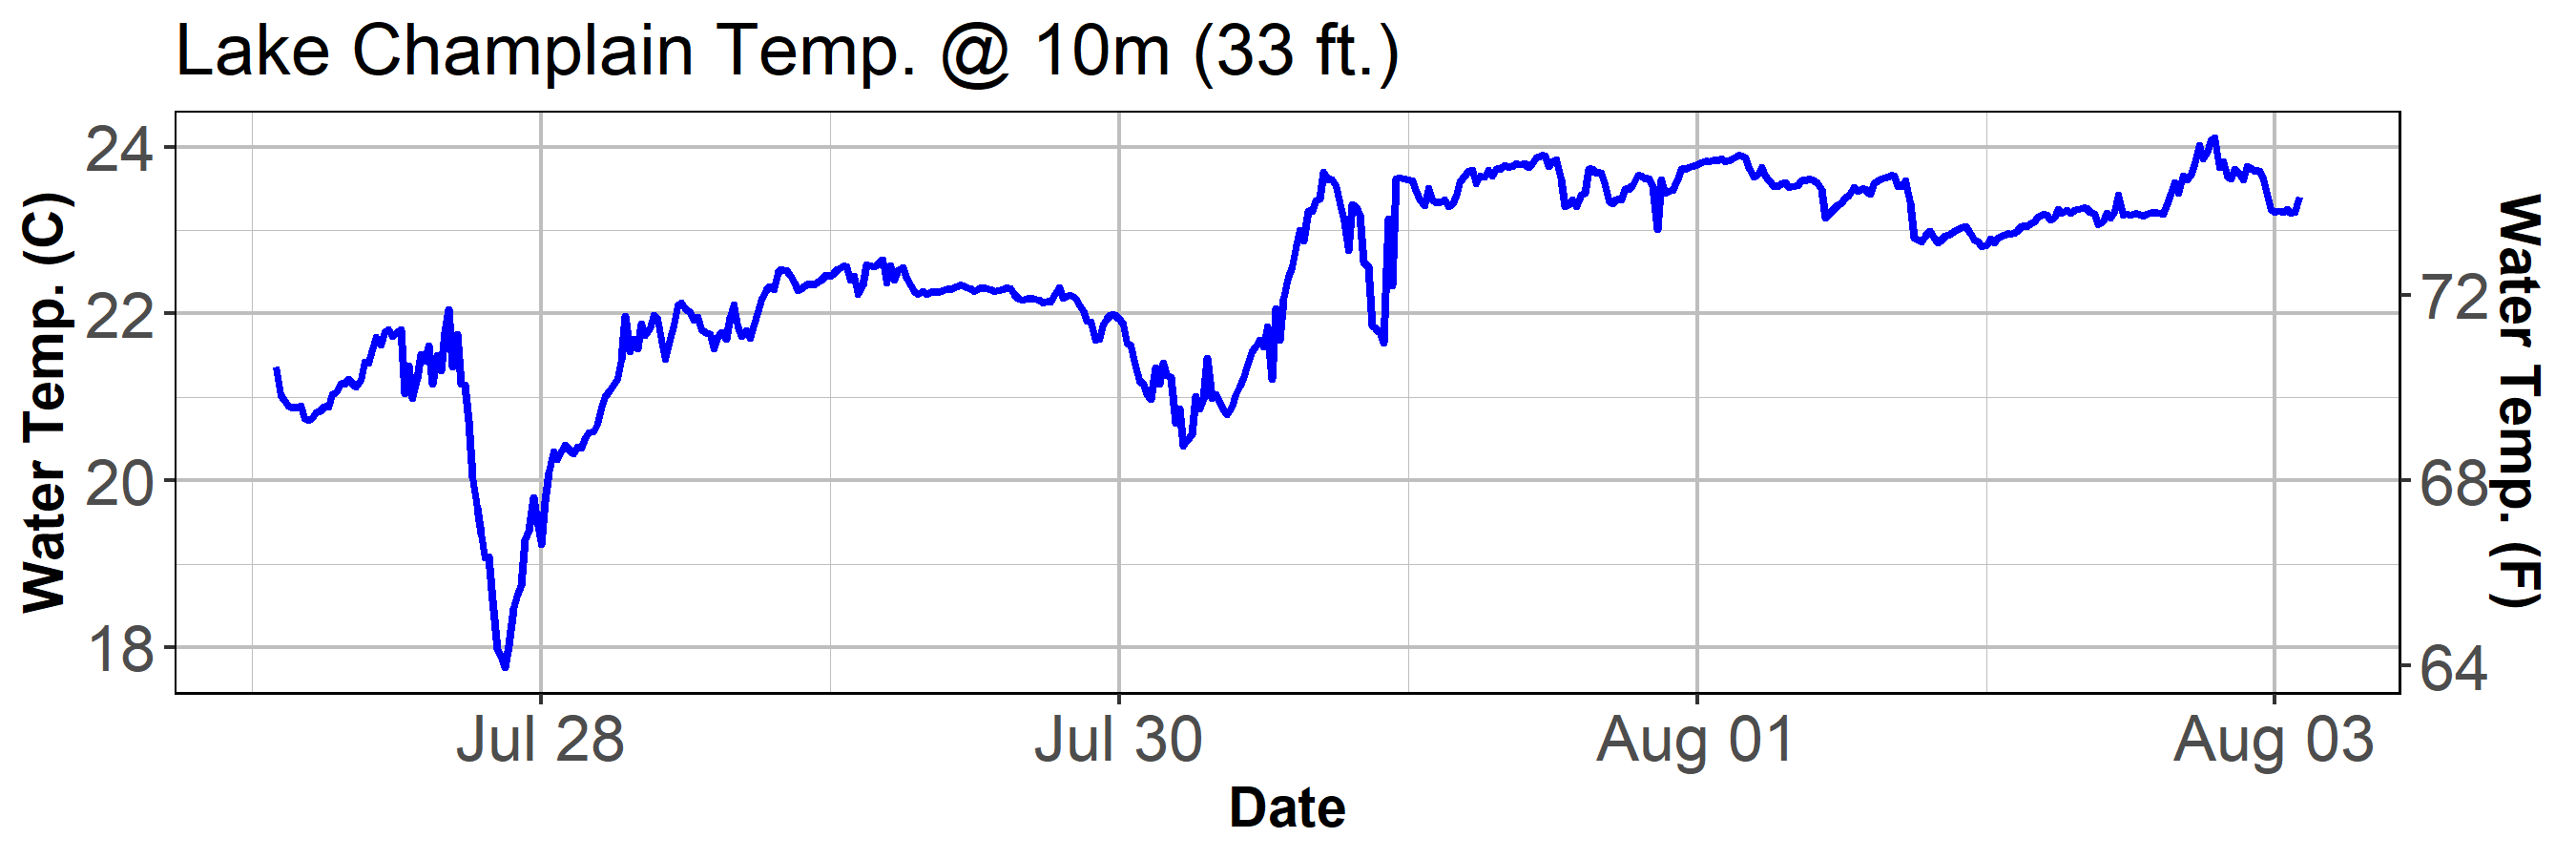 Lake Champlain Temp. @ 10m (33 ft.)
Water Temp. (C)
24
22
20
18
72
68
64
Water Temp. (F)
Jul 28
Jul 30
Aug 01
Aug 03
Date